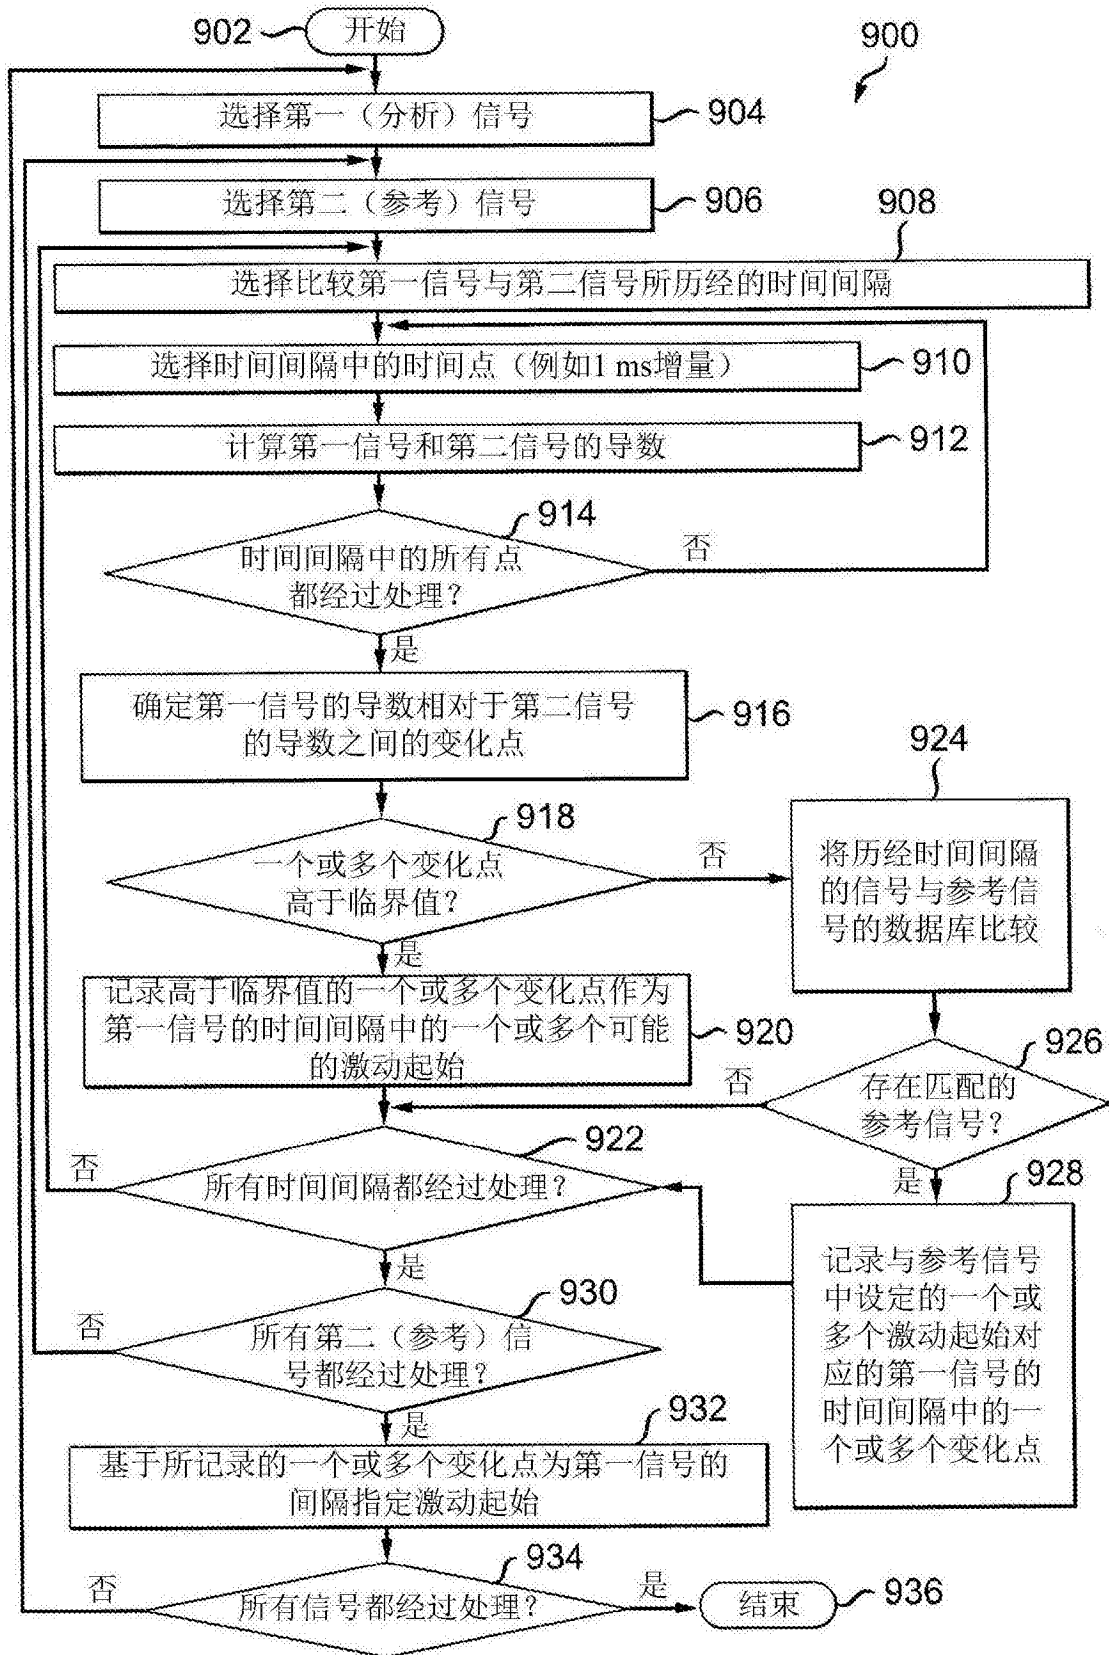 902
开始
900
选择第一（分析）信号
904
选择第二（参考）信号
906
908
选择比较第一信号与第二信号所历经的时间间隔
选择时间间隔中的时间点（例如1 ms增量）
910
计算第一信号和第二信号的导数
912
914
时间间隔中的所有点
都经过处理？
否
是
确定第一信号的导数相对于第二信号
的导数之间的变化点
916
918
一个或多个变化点
高于临界值？
否
是
924
将历经时间间隔
的信号与参考信
号的数据库比较
记录高于临界值的一个或多个变化点作为
第一信号的时间间隔中的一个或多个可能
的激动起始
920
926
存在匹配的
参考信号？
否
是
922
所有时间间隔都经过处理？
否
是
928
记录与参考信号
中设定的一个或
多个激动起始对
应的第一信号的
时间间隔中的一
个或多个变化点
930
所有第二（参考）信
号都经过处理？
否
是
932
基于所记录的一个或多个变化点为第一信号的
间隔指定激动起始
934
所有信号都经过处理？
否
是
结束
936